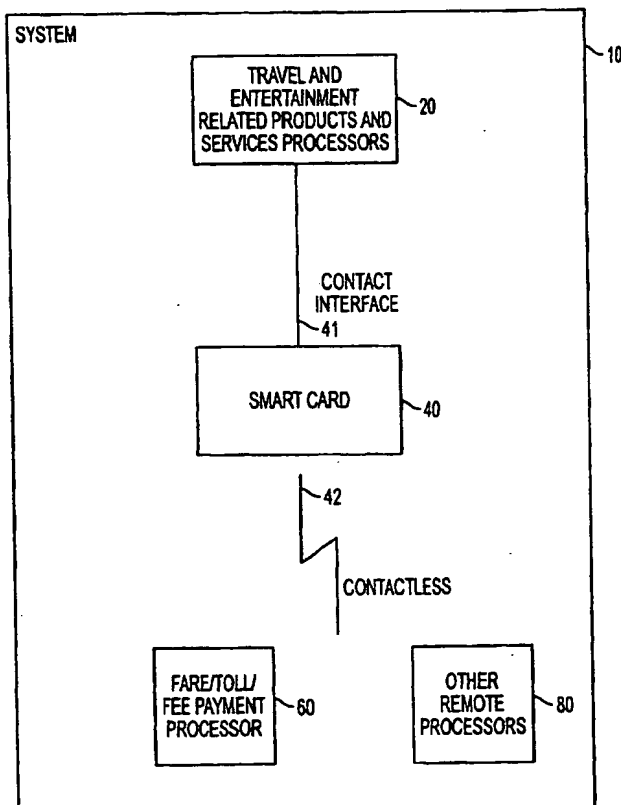 SYSTEM
10
TRAVEL AND
ENTERTAINMENT
RELATED PRODUCTS AND
SERVICES PROCESSORS
20
CONTACT
INTERFACE
41
SMART CARD
40
42
CONTACTLESS
FARE/TOLL/
FEE PAYMENT
PROCESSOR
60
OTHER
REMOTE
PROCESSORS
80